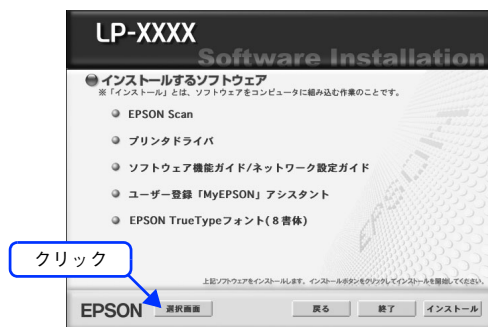 LP-XXXX
Software Installation
インストールするソフトウェア
※「インストール」とは、ソフトウェアをコンピュータに組み込む作業のことです。
EPSON Scan
プリンタドライバ
ソフトウェア機能ガイド/ネットワーク設定ガイド
ユーザー登録「MyEPSON」アシスタント
EPSON TrueTypeフォント(8書体)
EPSON
クリック
上記ソフトウェアをインストールします。インストールボタンをクリックしてインストールを開始してください。
EPSON 選択画面 戻る 終了 インストール